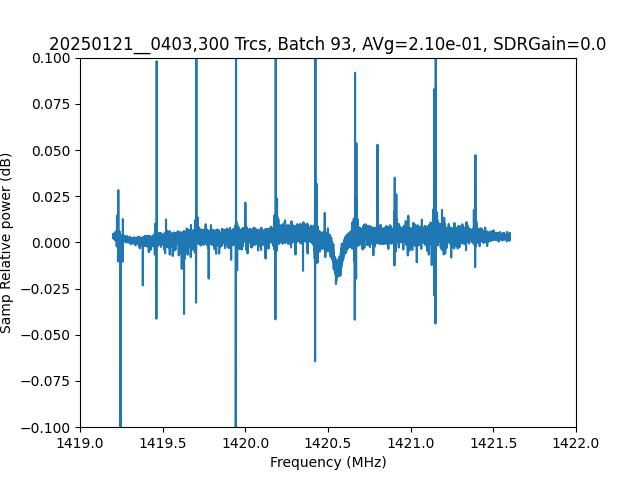 20250121__0403,300 Trcs, Batch 93, AVg=2.10e-01, SDRGain=0.0
0.100
0.075
0.050
0.025
0.000
−0.025
−0.050
−0.075
−0.100
Samp Relative power (dB)
1419.0 1419.5 1420.0 1420.5 1421.0 1421.5 1422.0
Frequency (MHz)